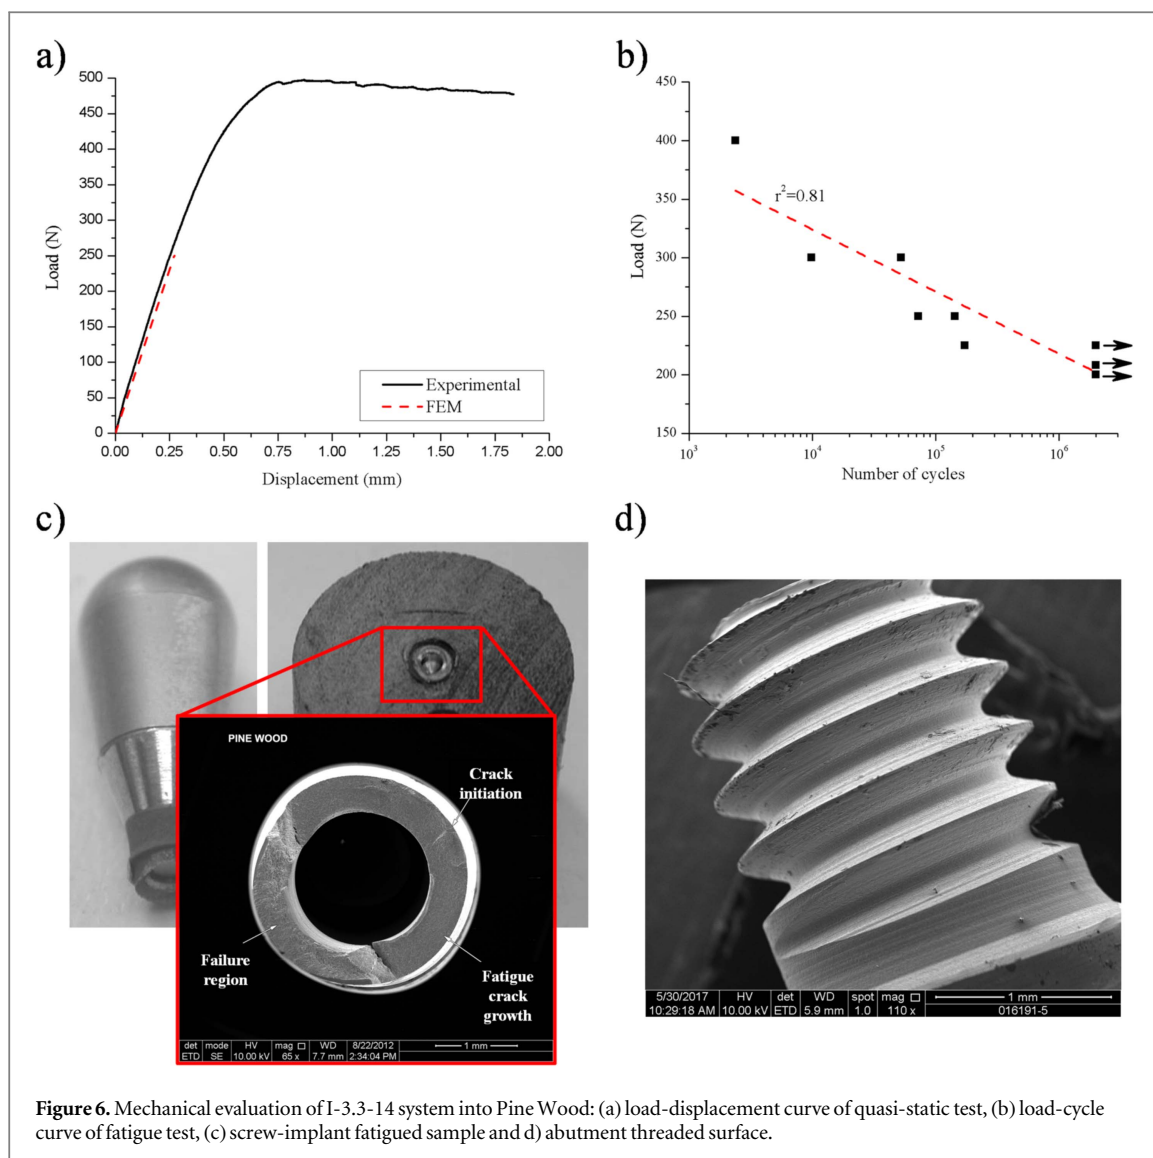 a)
500
450
400
350
300
250
200
150
100
50
0
Load (N)
0.00 0.25 0.50 0.75 1.00 1.25 1.50 1.75 2.00
Displacement (mm)
Experimental
FEM
b)
450
400
350
300
250
200
150
Load (N)
r²=0.81
10³ 10⁴ 10⁵ 10⁶
Number of cycles
c)
PINE WOOD
Crack
initiation
Failure
region
Fatigue
crack
growth
det mode HV mag □ WD 8/22/2012 1 mm
ETD SE 10.00 kV 65 x 7.7 mm 2:34:04 PM
d)
5/30/2017 HV det WD spot mag □ 1 mm
10:29:18 AM 10.00 kV ETD 5.9 mm 1.0 110 x 016191-5
Figure 6. Mechanical evaluation of I-3.3-14 system into Pine Wood: (a) load-displacement curve of quasi-static test, (b) load-cycle
curve of fatigue test, (c) screw-implant fatigued sample and d) abutment threaded surface.